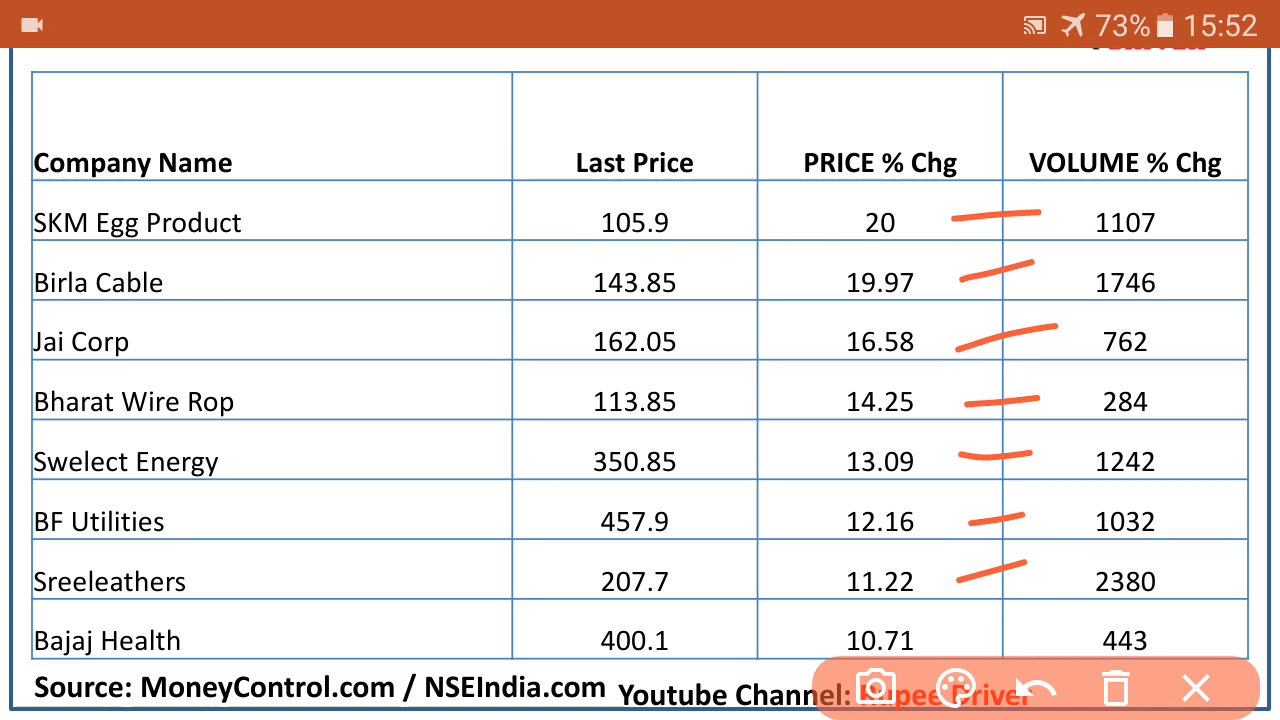 73% 15:52
Company Name Last Price PRICE % Chg VOLUME % Chg
SKM Egg Product 105.9 20 1107
Birla Cable 143.85 19.97 1746
Jai Corp 162.05 16.58 762
Bharat Wire Rop 113.85 14.25 284
Swelect Energy 350.85 13.09 1242
BF Utilities 457.9 12.16 1032
Sreeleathers 207.7 11.22 2380
Bajaj Health 400.1 10.71 443
Source: MoneyControl.com / NSEIndia.com Youtube Channel: Rupee Driver